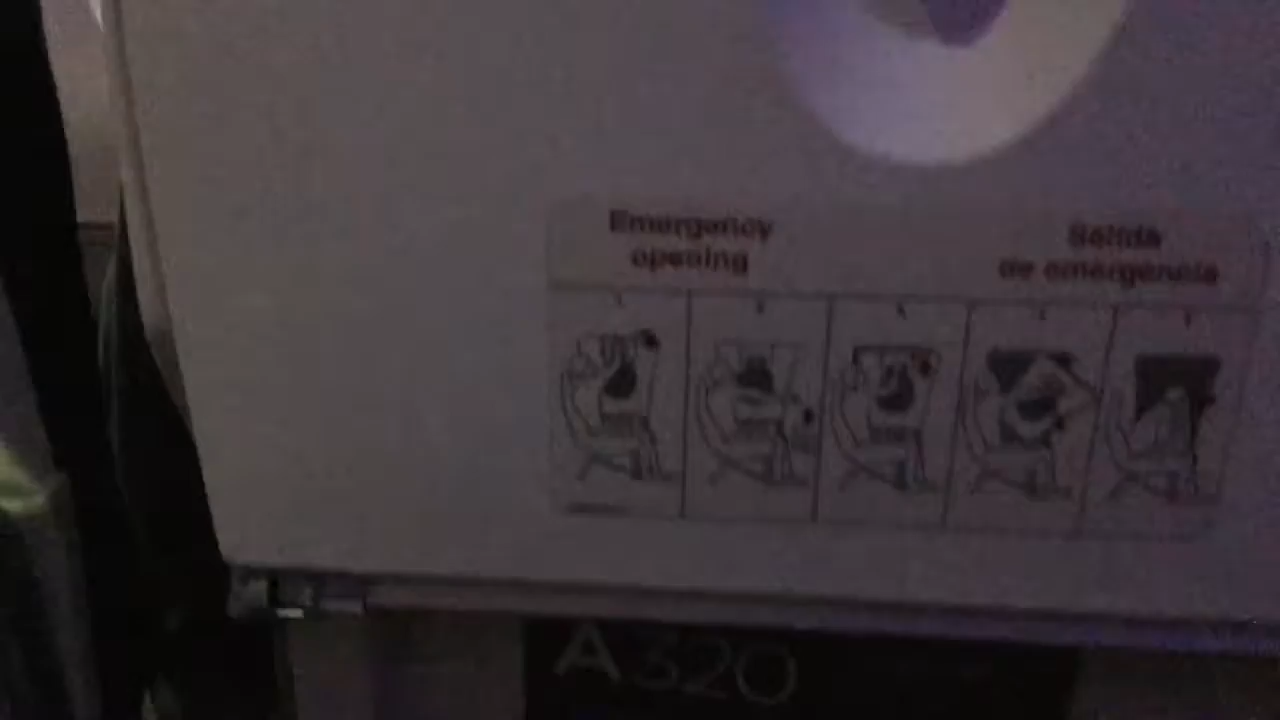 Emergency
opening
Salida
de emergencia
A320